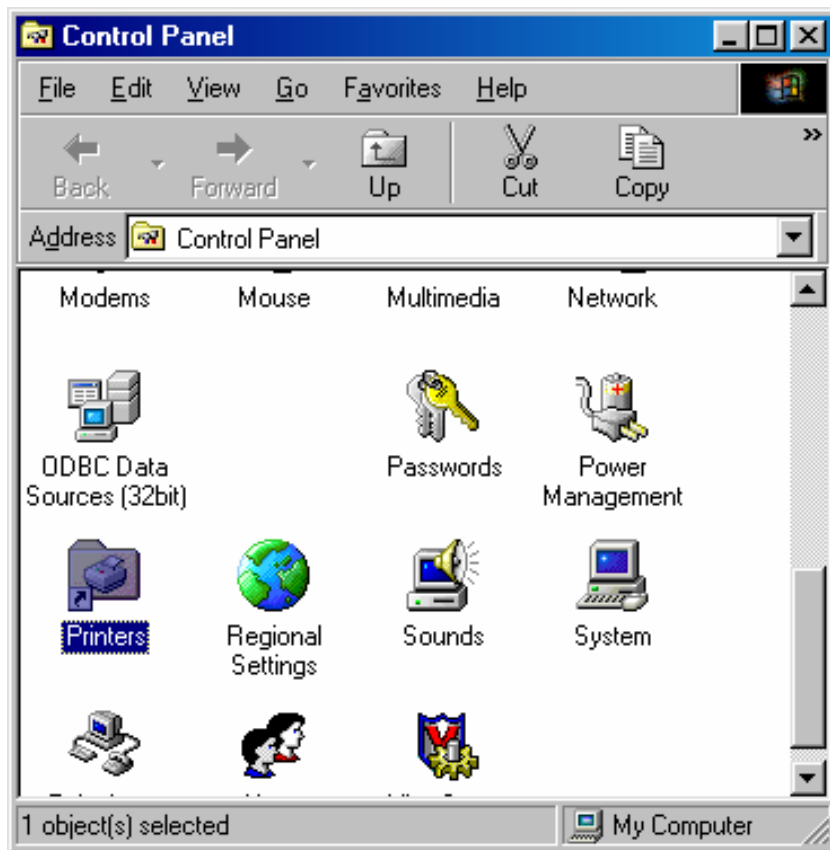 Control Panel
File Edit View Go Favorites Help
Back Forward Up Cut Copy »
Address Control Panel
Modems Mouse Multimedia Network
ODBC Data Passwords Power
Sources (32bit) Management
Printers Regional Sounds System
Settings
1 object(s) selected My Computer